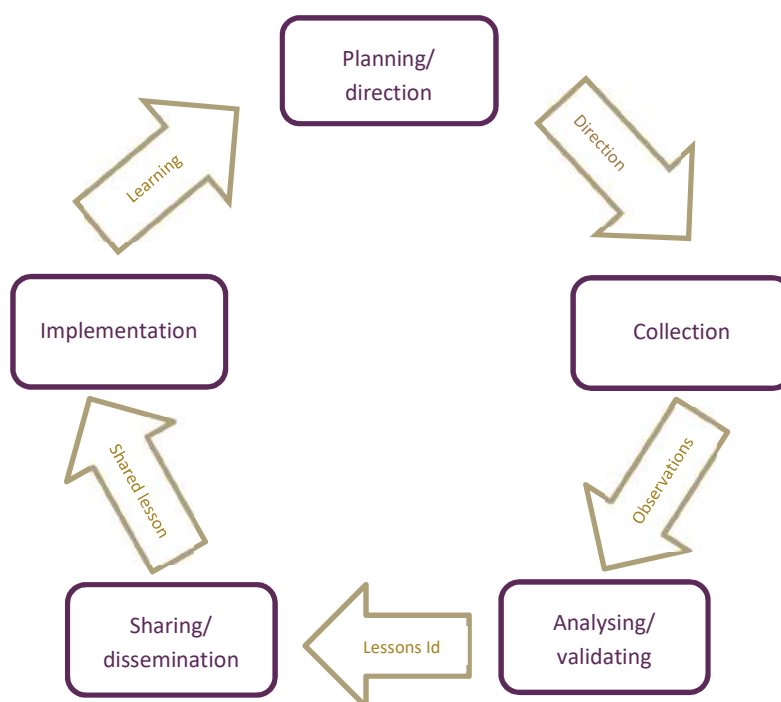 Planning/
direction
Direction
Collection
Observations
Analysing/
validating
Lessons Id
Sharing/
dissemination
Shared lesson
Implementation
Learning